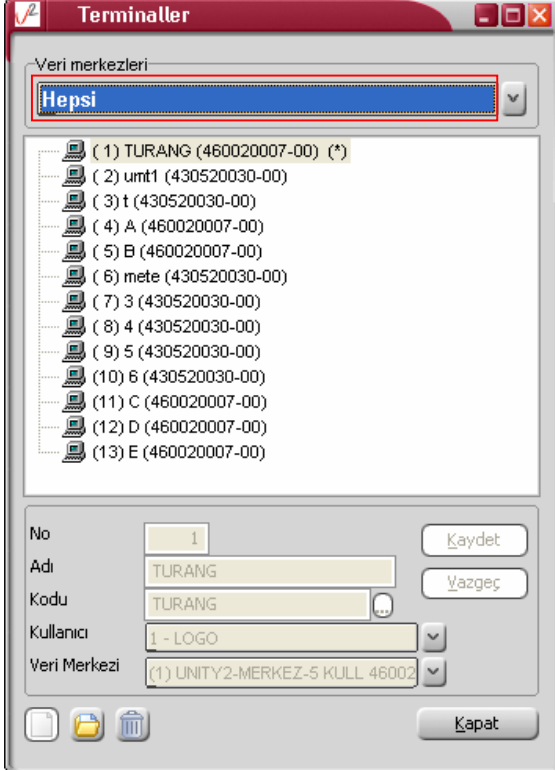 V2 Terminaller
Veri merkezleri
Hepsi
( 1) TURANG (460020007-00) (*)
( 2) umt1 (430520030-00)
( 3) t (430520030-00)
( 4) A (460020007-00)
( 5) B (460020007-00)
( 6) mete (430520030-00)
( 7) 3 (430520030-00)
( 8) 4 (430520030-00)
( 9) 5 (430520030-00)
(10) 6 (430520030-00)
(11) C (460020007-00)
(12) D (460020007-00)
(13) E (460020007-00)
No 1 Kaydet
Adı TURANG
Vazgeç
Kodu TURANG ...
Kullanıcı 1 - LOGO
Veri Merkezi (1) UNITY2-MERKEZ-5 KULL 46002
Kapat